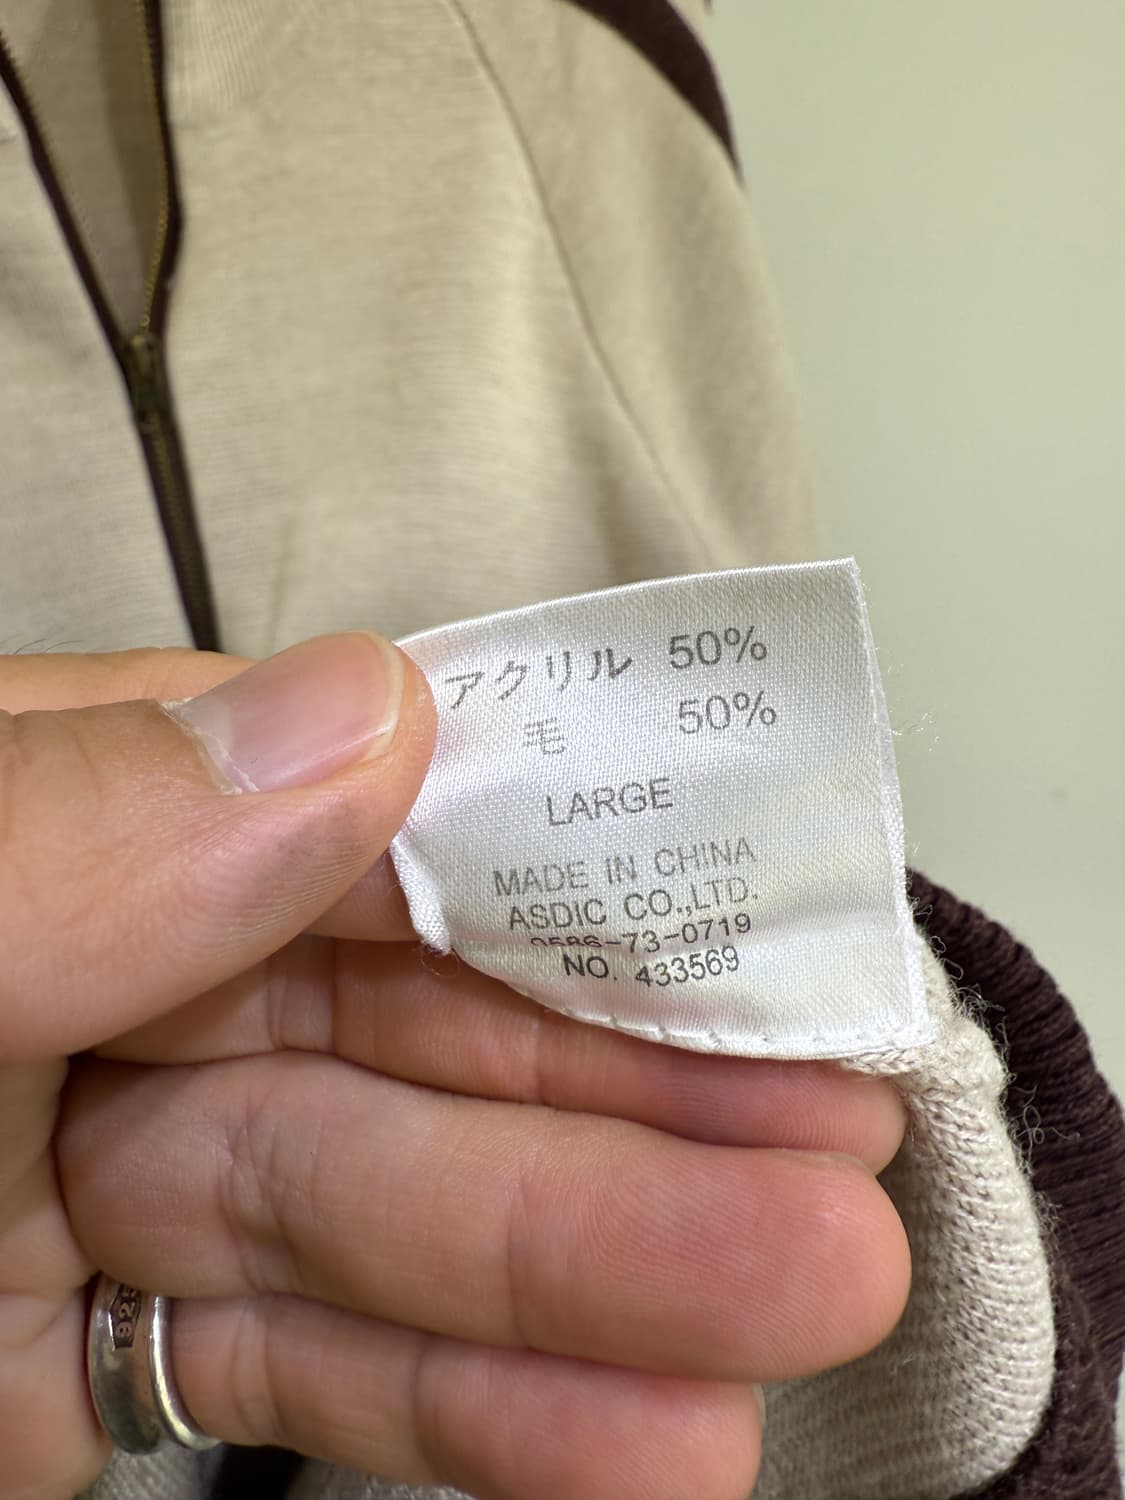 アクリル 50%
毛 50%
LARGE
MADE IN CHINA
ASDIC CO.,LTD.
0586-73-0719
NO. 433569
925